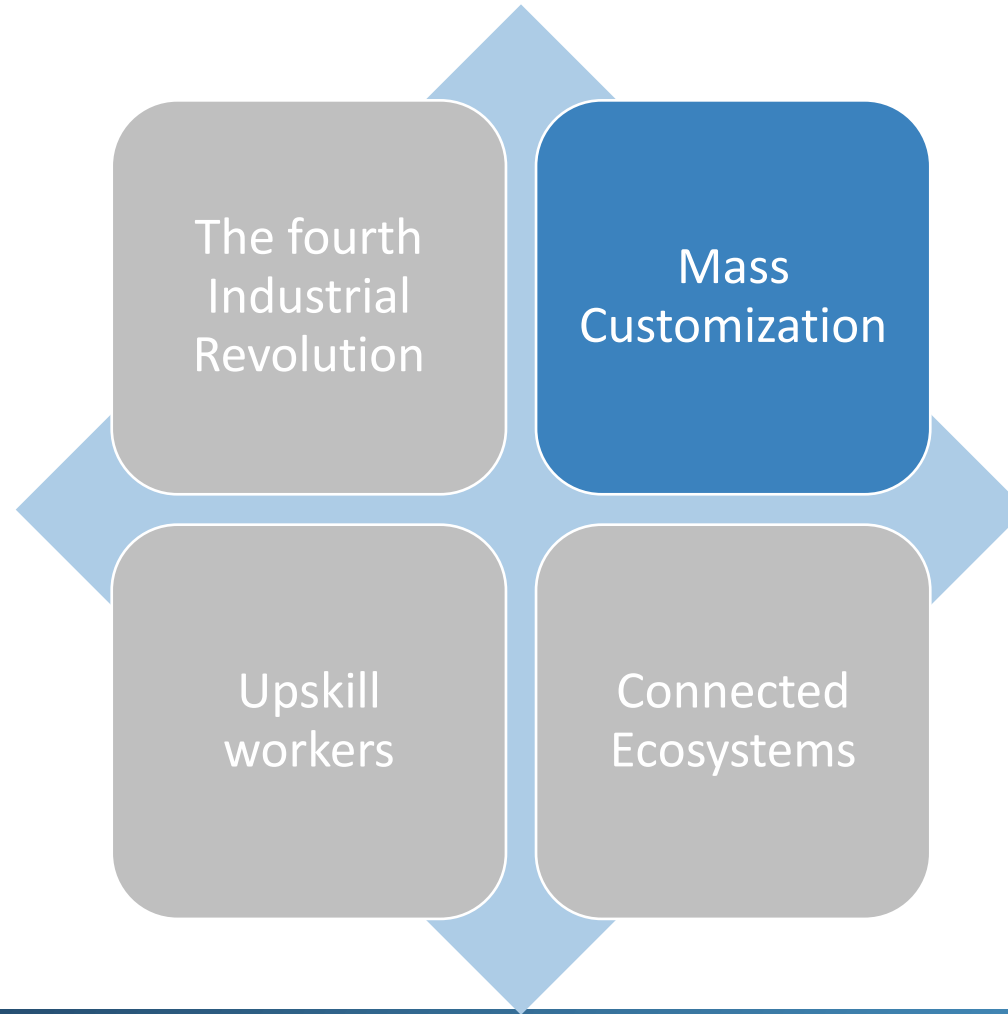 The fourth
Industrial
Revolution
Mass
Customization
Upskill
workers
Connected
Ecosystems